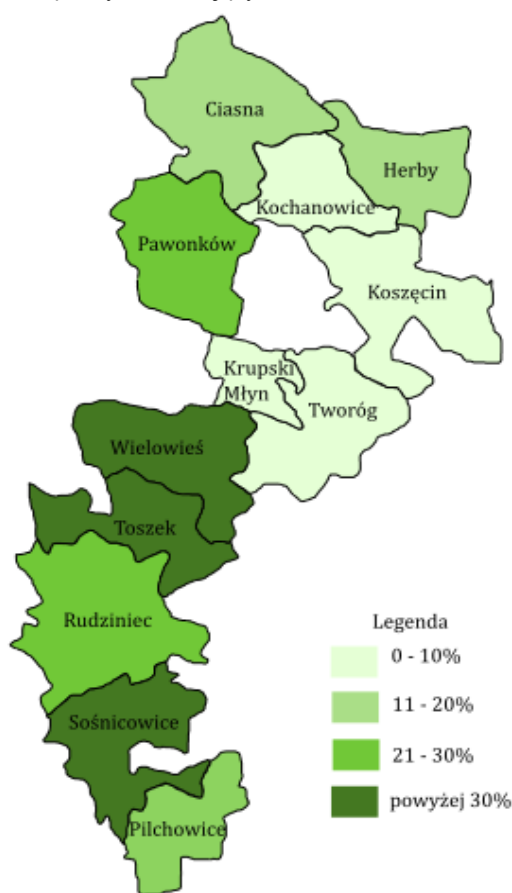 Ciasna
Herby
Kochanowice
Pawonków
Koszęcin
Krupski
Młyn
Tworóg
Wielowieś
Toszek
Rudziniec
Sośnicowice
Pilchowice
Legenda
0 - 10%
11 - 20%
21 - 30%
powyżej 30%